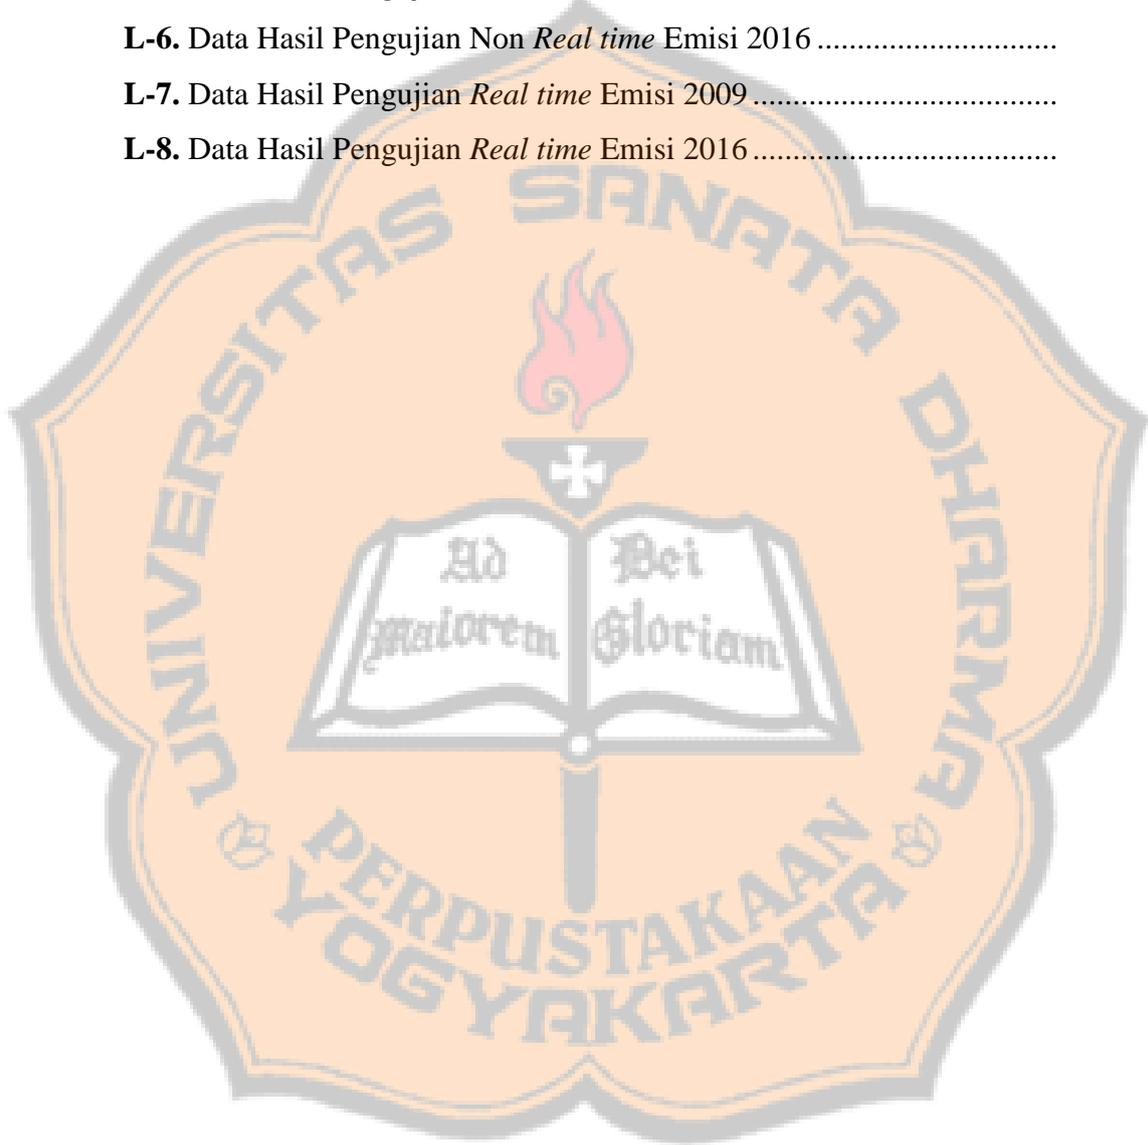 L-6. Data Hasil Pengujian Non Real time Emisi 2016 ..............................
L-7. Data Hasil Pengujian Real time Emisi 2009 ......................................
L-8. Data Hasil Pengujian Real time Emisi 2016 ......................................
UNIVERSITAS SANATA DHARMA
Ad Dei
maiorem Gloriam
PERPUSTAKAAN
YOGYAKARTA